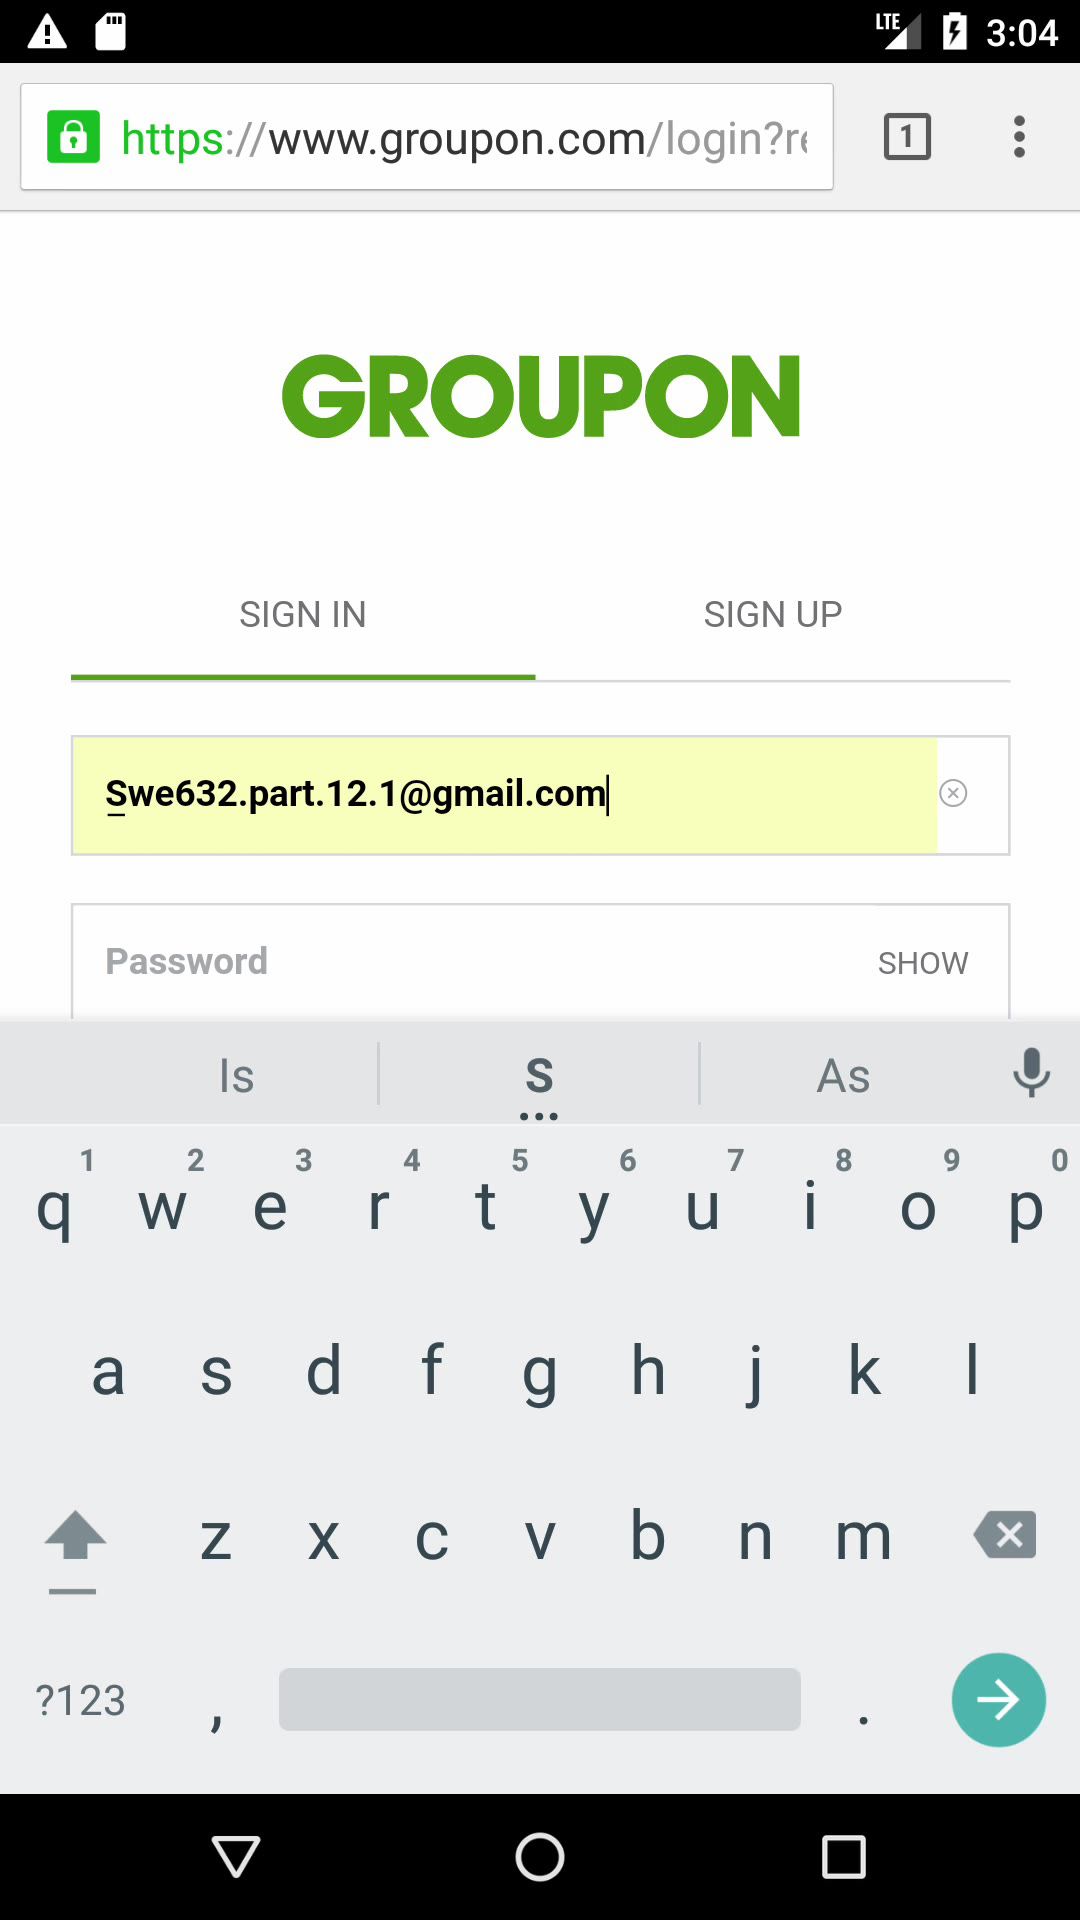 LTE 3:04
https://www.groupon.com/login?re
1
GROUPON
SIGN IN SIGN UP
Swe632.part.12.1@gmail.com
Password SHOW
Is S As
1 2 3 4 5 6 7 8 9 0
q w e r t y u i o p
a s d f g h j k l
z x c v b n m
?123 , .